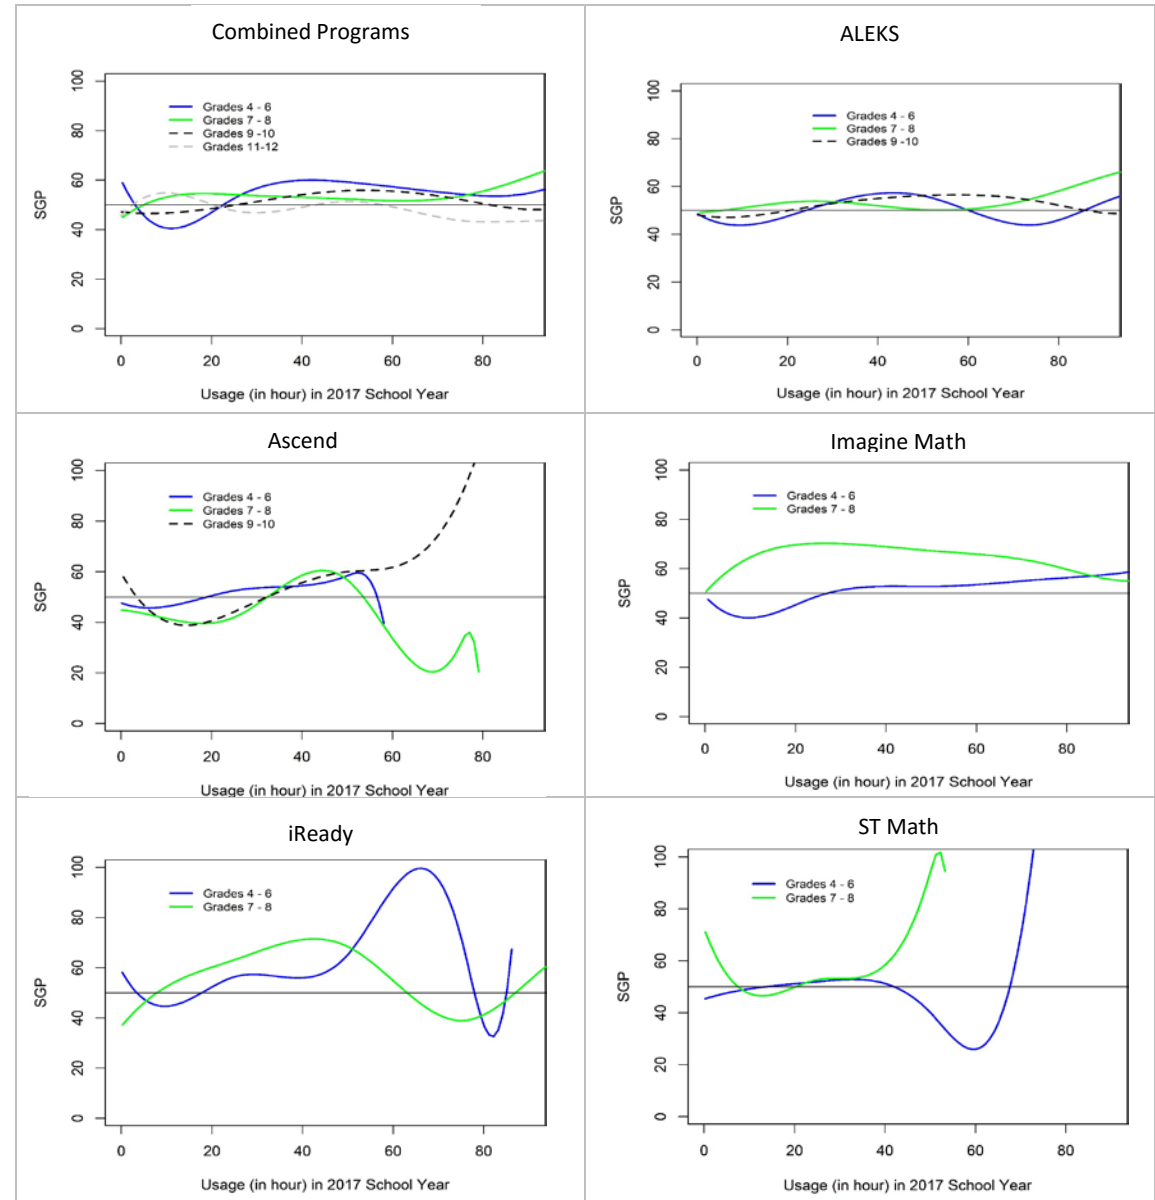 Combined Programs
Grades 4 - 6
Grades 7 - 8
Grades 9 -10
Grades 11-12
SGP
100
80
60
40
20
0
0 20 40 60 80
Usage (in hour) in 2017 School Year
ALEKS
Grades 4 - 6
Grades 7 - 8
Grades 9 -10
SGP
100
80
60
40
20
0
0 20 40 60 80
Usage (in hour) in 2017 School Year
Ascend
Grades 4 - 6
Grades 7 - 8
Grades 9 -10
SGP
100
80
60
40
20
0
0 20 40 60 80
Usage (in hour) in 2017 School Year
Imagine Math
Grades 4 - 6
Grades 7 - 8
SGP
100
80
60
40
20
0
0 20 40 60 80
Usage (in hour) in 2017 School Year
iReady
Grades 4 - 6
Grades 7 - 8
SGP
100
80
60
40
20
0
0 20 40 60 80
Usage (in hour) in 2017 School Year
ST Math
Grades 4 - 6
Grades 7 - 8
SGP
100
80
60
40
20
0
0 20 40 60 80
Usage (in hour) in 2017 School Year